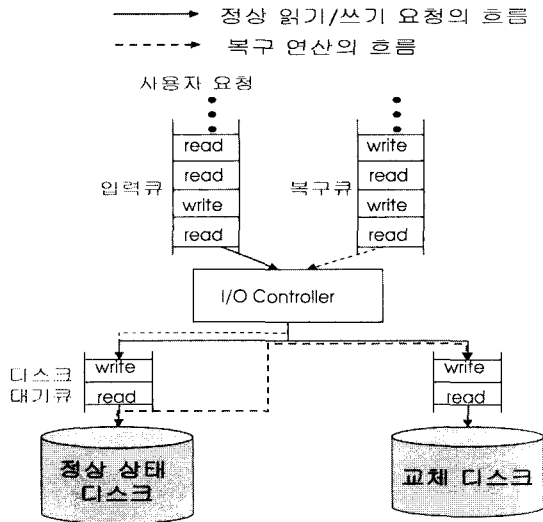 정상 읽기/쓰기 요청의 흐름
복구 연산의 흐름
사용자 요청
read
read
write
read
입력큐
write
read
write
read
복구큐
I/O Controller
디스크
대기큐
write
read
write
read
정상 상태
디스크
교체 디스크